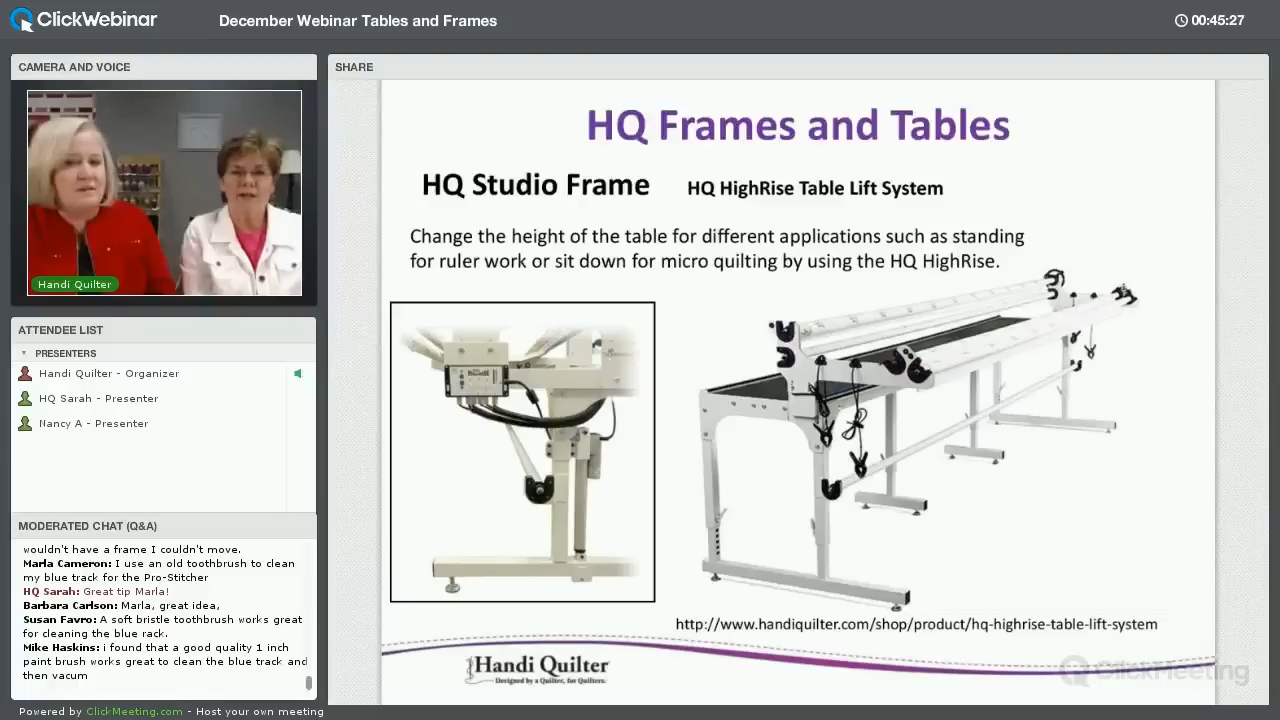 ClickWebinar
December Webinar Tables and Frames
00:45:27
CAMERA AND VOICE
Handi Quilter
ATTENDEE LIST
PRESENTERS
Handi Quilter - Organizer
HQ Sarah - Presenter
Nancy A - Presenter
MODERATED CHAT (Q&A)
wouldn't have a frame I couldn't move.
Marla Cameron: I use an old toothbrush to clean
my blue track for the Pro-Stitcher
HQ Sarah: Great tip Marla!
Barbara Carlson: Marla, great idea,
Susan Favro: A soft bristle toothbrush works great
for cleaning the blue rack.
Mike Haskins: i found that a good quality 1 inch
paint brush works great on the blue track and
then vacum
Powered by ClickMeeting.com - Host your own meeting
SHARE
HQ Frames and Tables
HQ Studio Frame HQ HighRise Table Lift System
Change the height of the table for different applications such as standing
for ruler work or sit down for micro quilting by using the HQ HighRise.
http://www.handiquilter.com/shop/product/hq-highrise-table-lift-system
Handi Quilter
Designed by a Quilter, for Quilters.
ClickMeeting